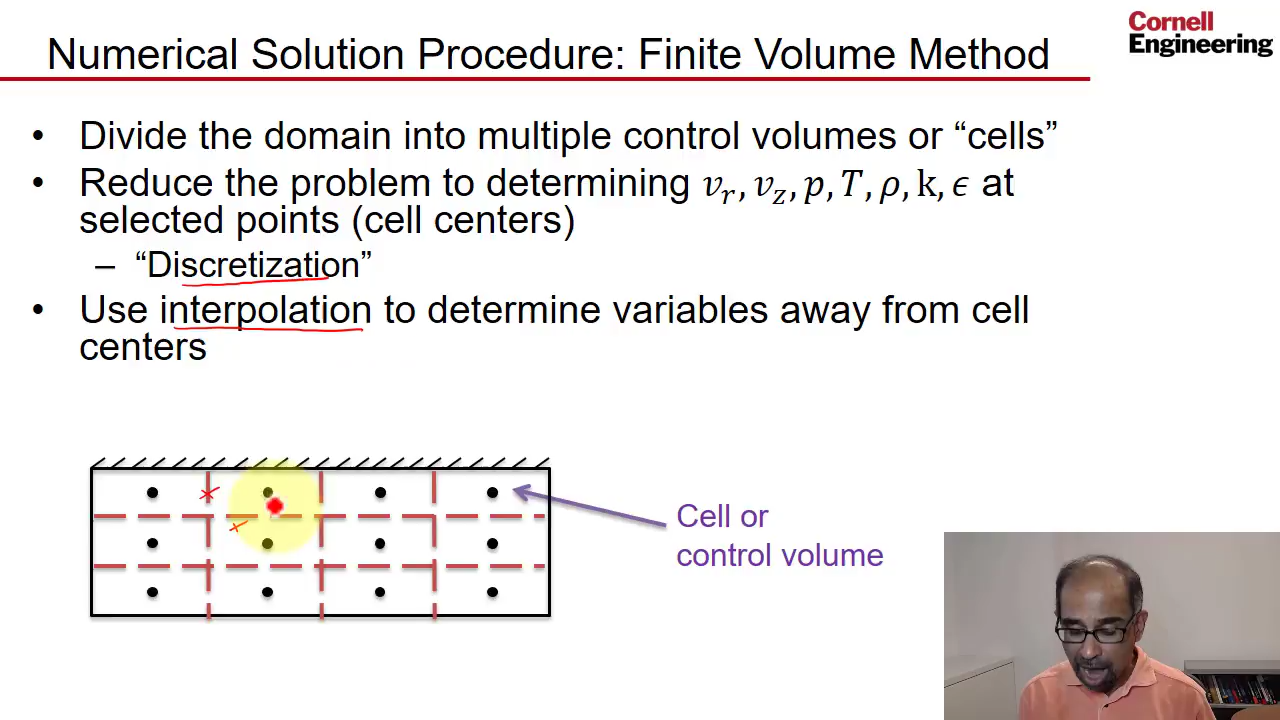 Cornell
Engineering
Numerical Solution Procedure: Finite Volume Method
• Divide the domain into multiple control volumes or “cells”
• Reduce the problem to determining 𝑣ᵣ, 𝑣_z, 𝑝, 𝑇, 𝜌, k, 𝜖 at
selected points (cell centers)
– “Discretization”
• Use interpolation to determine variables away from cell
centers
Cell or
control volume